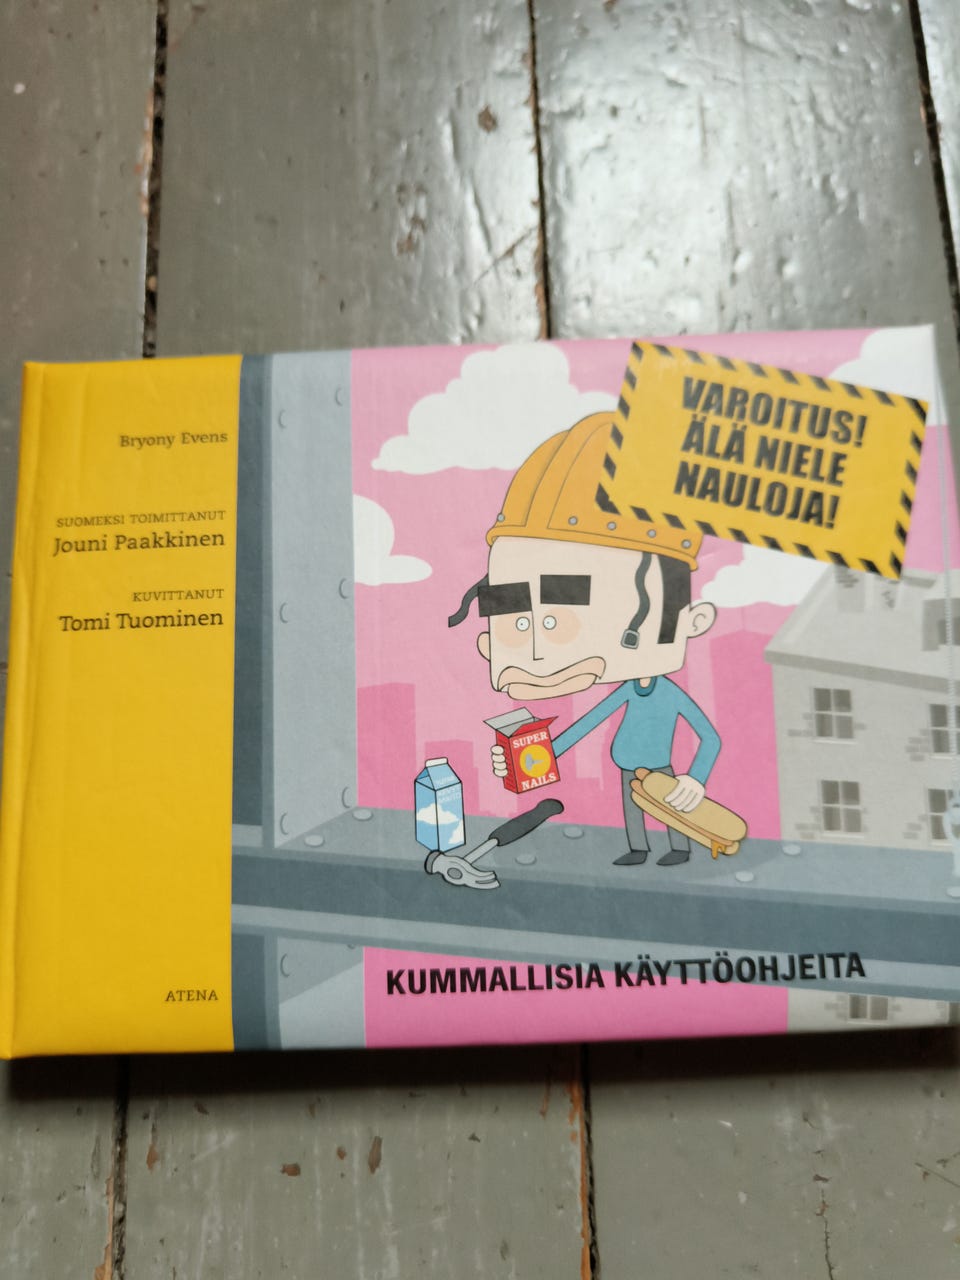 Bryony Evens
SUOMEKSI TOIMITTANUT
Jouni Paakkinen
KUVITTANUT
Tomi Tuominen
ATENA
VAROITUS!
ÄLÄ NIELE
NAULOJA!
SUPER
NAILS
KUMMALLISIA KÄYTTÖOHJEITA